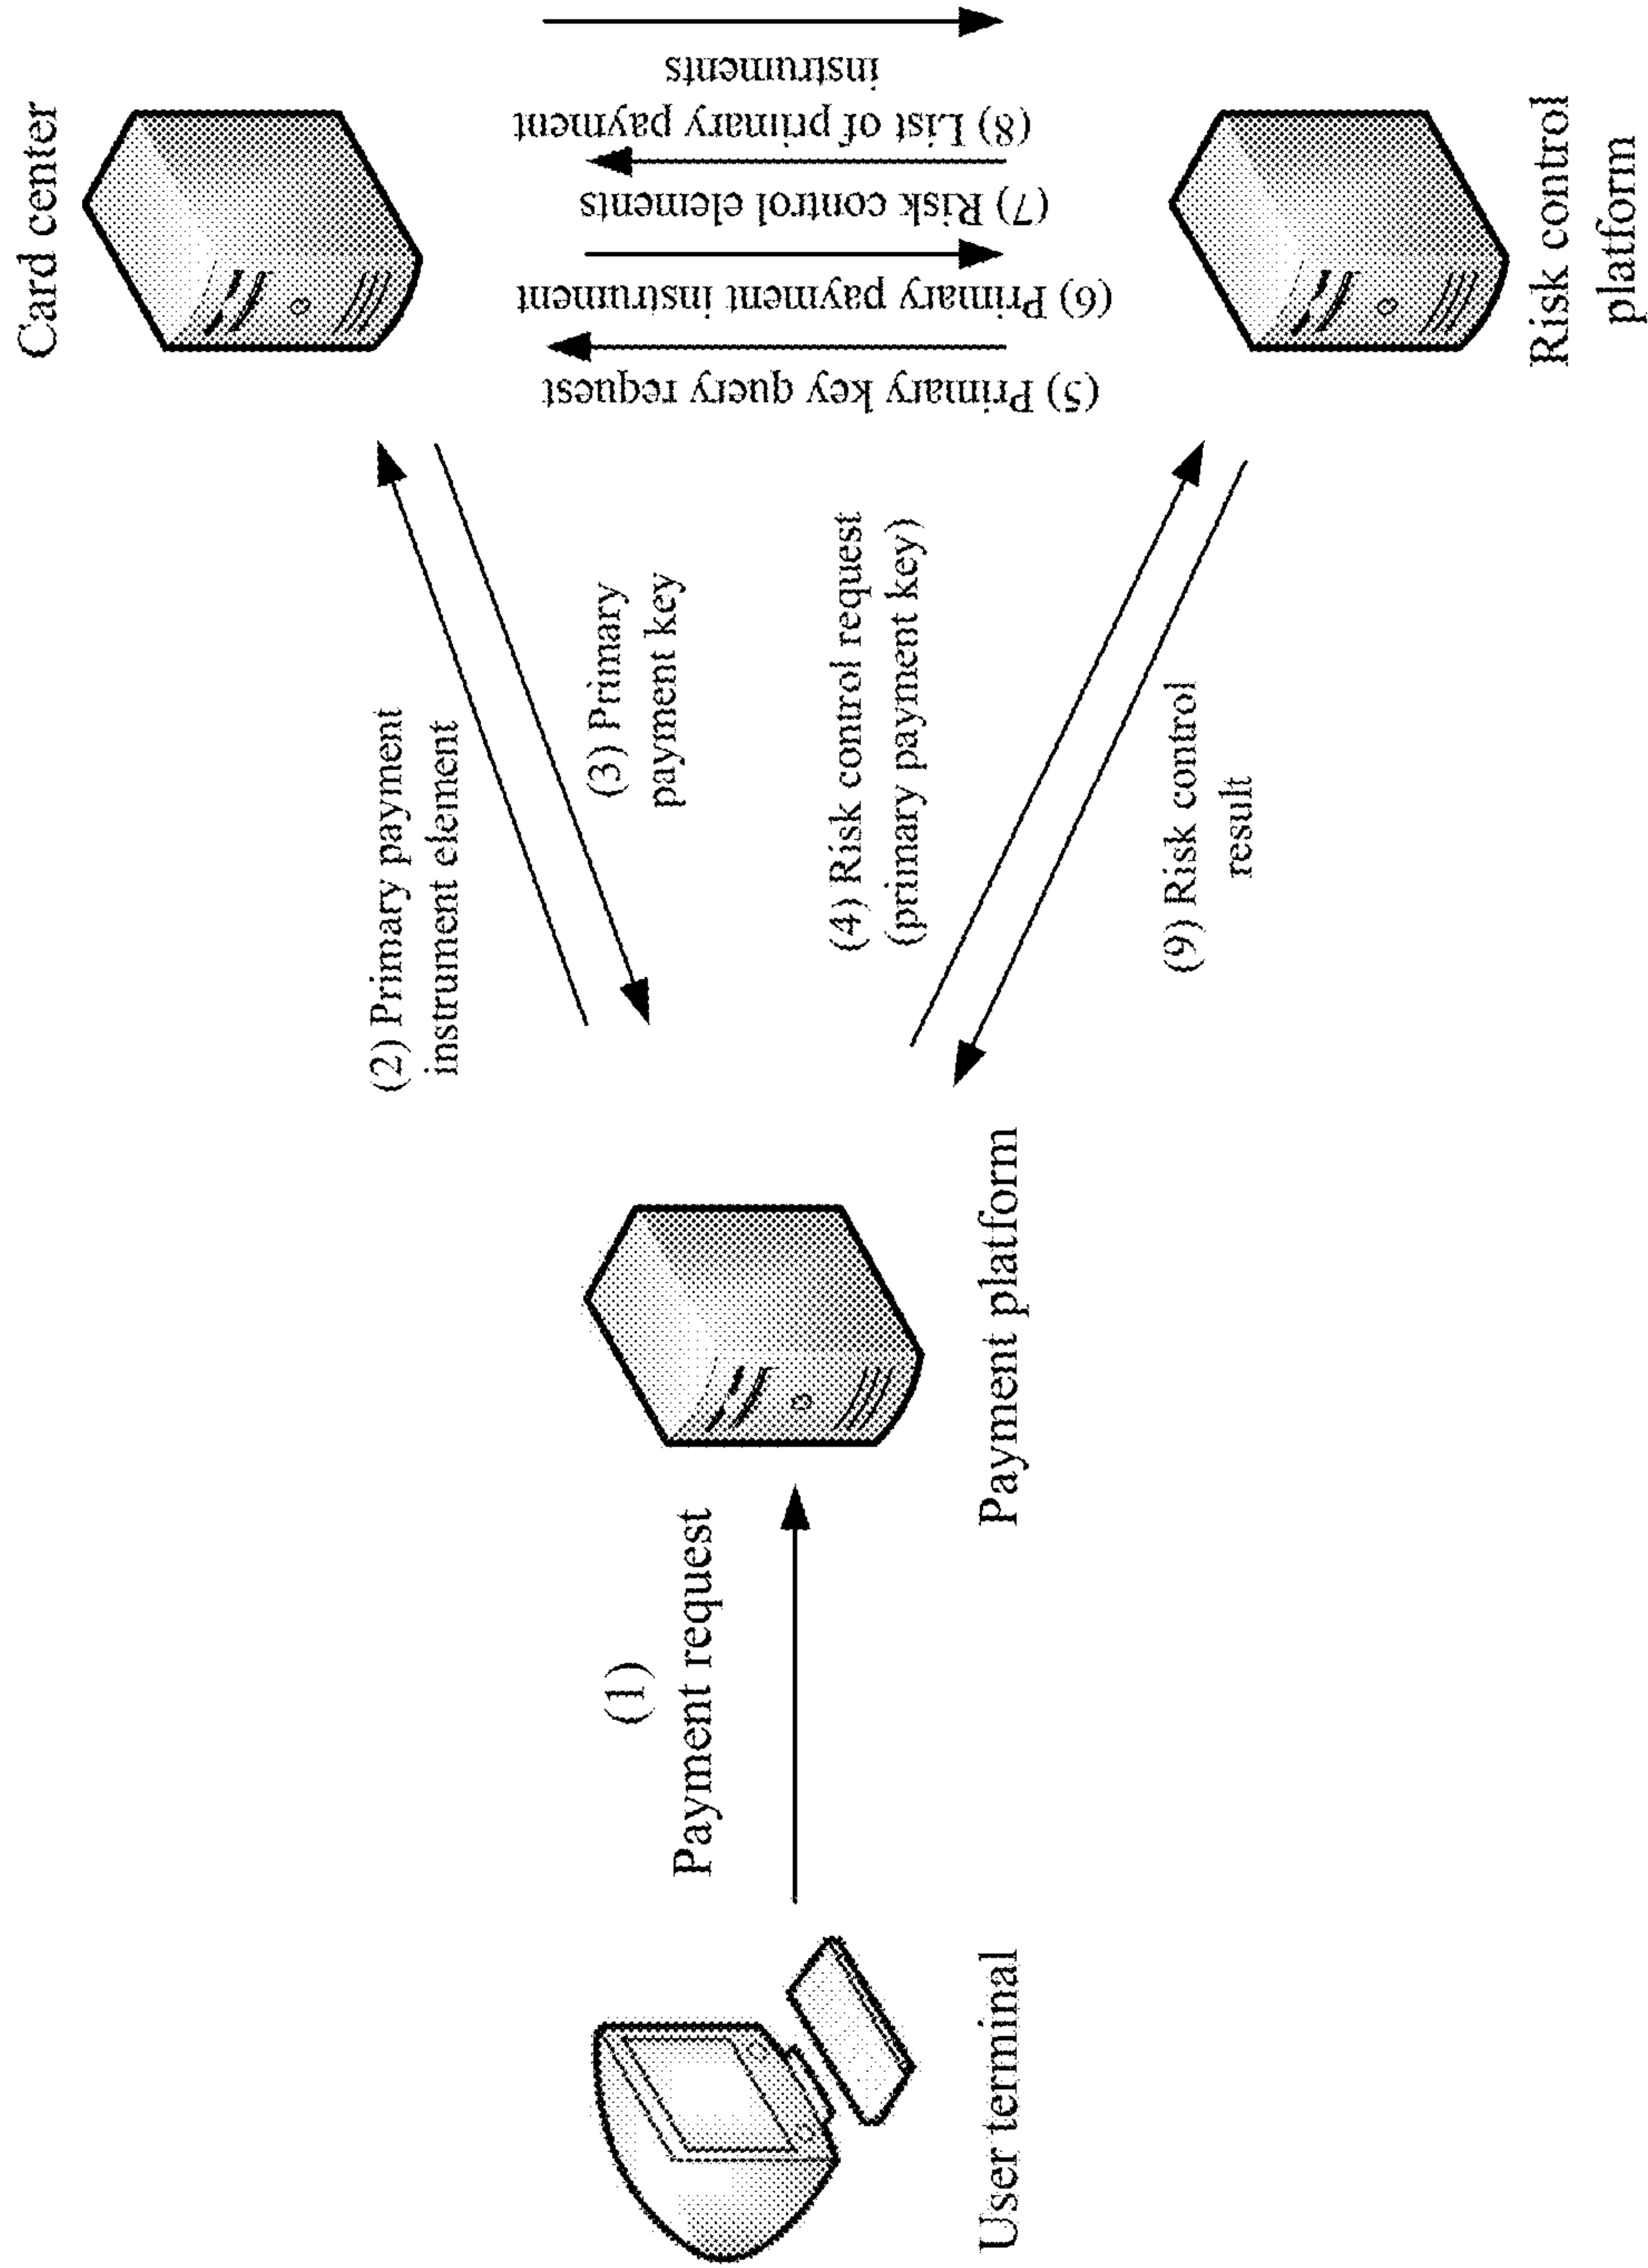 (1)
Payment request
User terminal
Payment platform
(2) Primary payment
instrument element
(3) Primary
payment key
(4) Risk control request
(primary payment key)
(9) Risk control
result
Card center
(5) Primary key query request
(6) Primary payment instrument
(7) Risk control elements
(8) List of primary payment
instruments
Risk control
platform